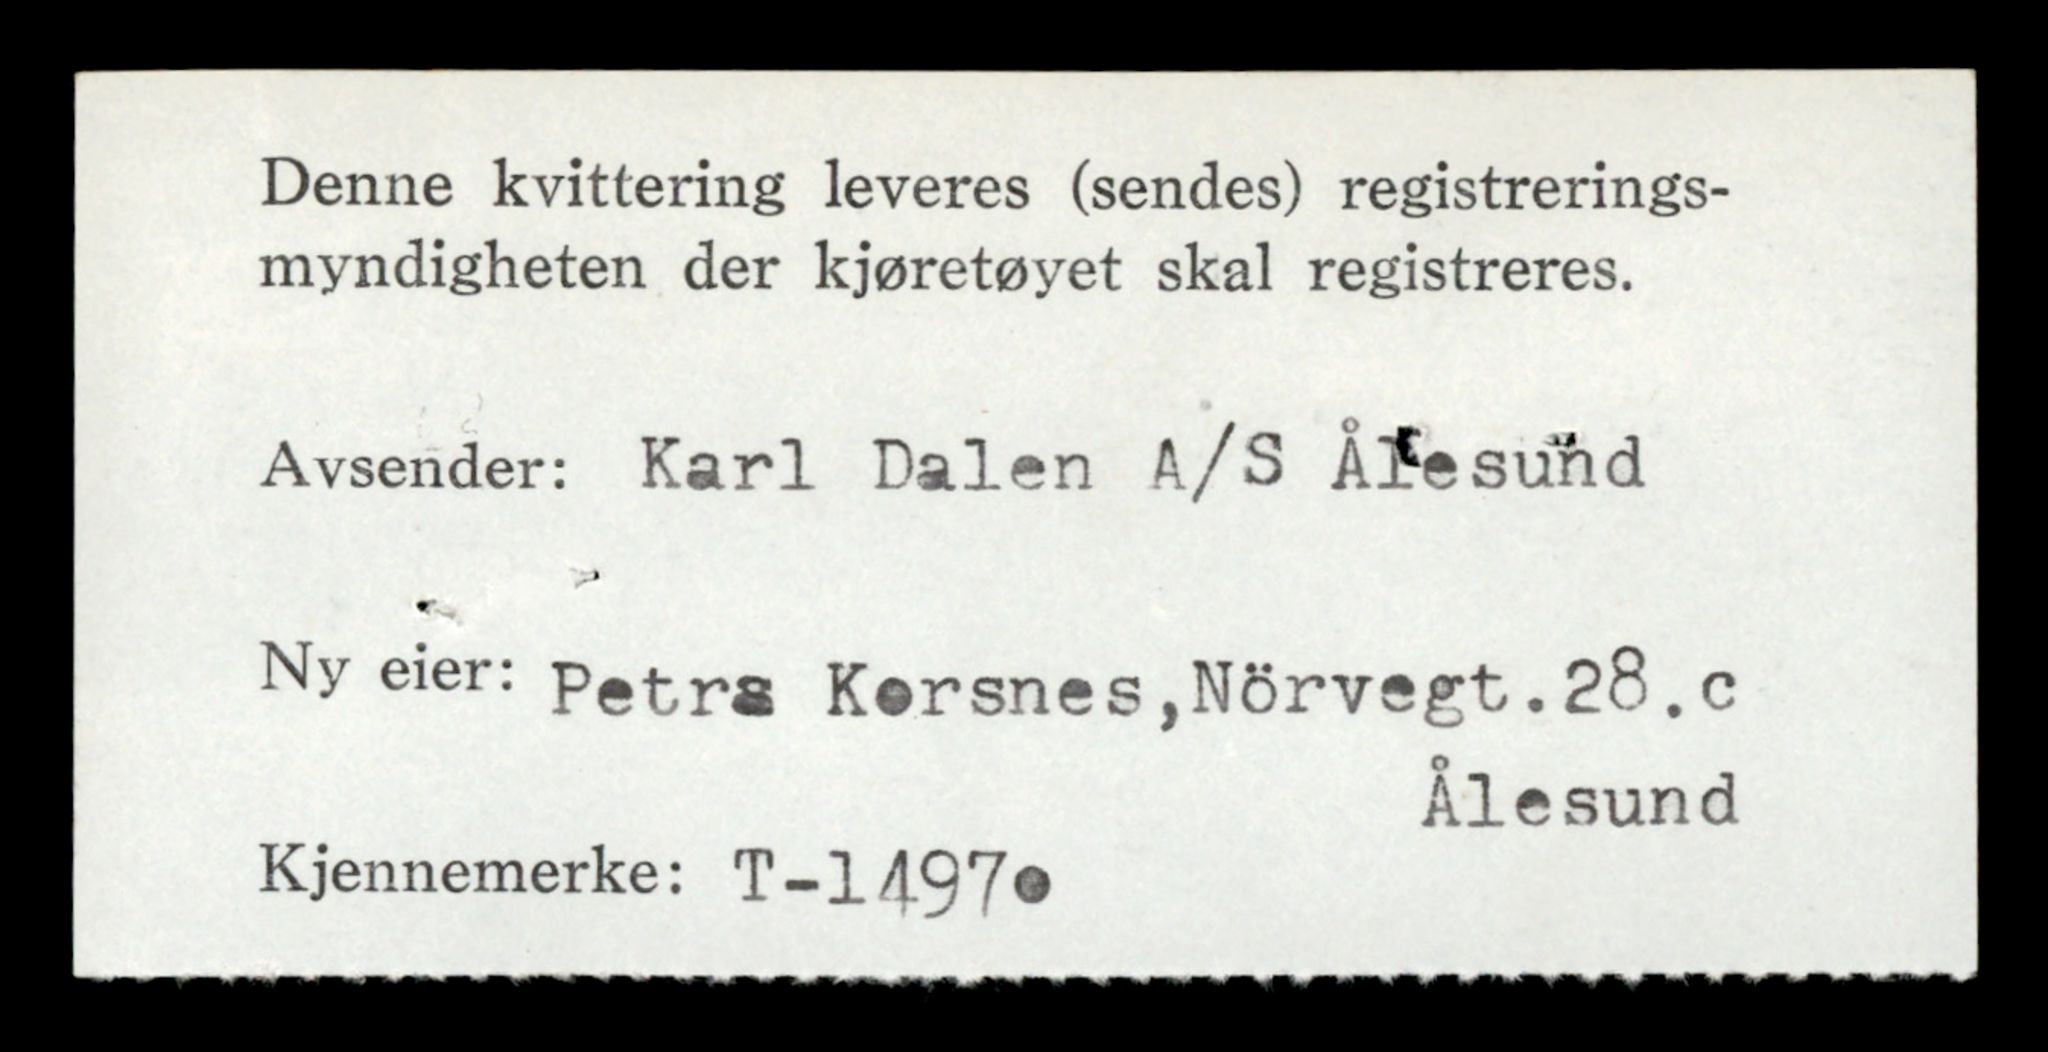 Denne kvittering leveres (sendes) registrerings-
myndigheten der kjøretøyet skal registreres.
Avsender: Karl Dalen A/S Ålesund
Ny eier: Petra Korsnes,Nörvegt.28.c
Ålesund
Kjennemerke: T-14970